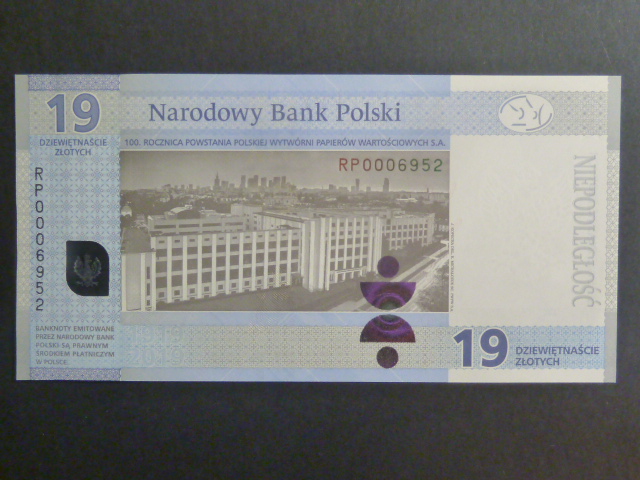 19
DZIEWIĘTNAŚCIE
ZŁOTYCH
Narodowy Bank Polski
100. ROCZNICA POWSTANIA POLSKIEJ WYTWÓRNI PAPIERÓW WARTOŚCIOWYCH S.A.
RP0006952
RP0006952
NIEPODLEGŁOŚĆ
BANKNOTY EMITOWANE
PRZEZ NARODOWY BANK
POLSKI SĄ PRAWNYM
ŚRODKIEM PŁATNICZYM
W POLSCE
19
DZIEWIĘTNAŚCIE
ZŁOTYCH